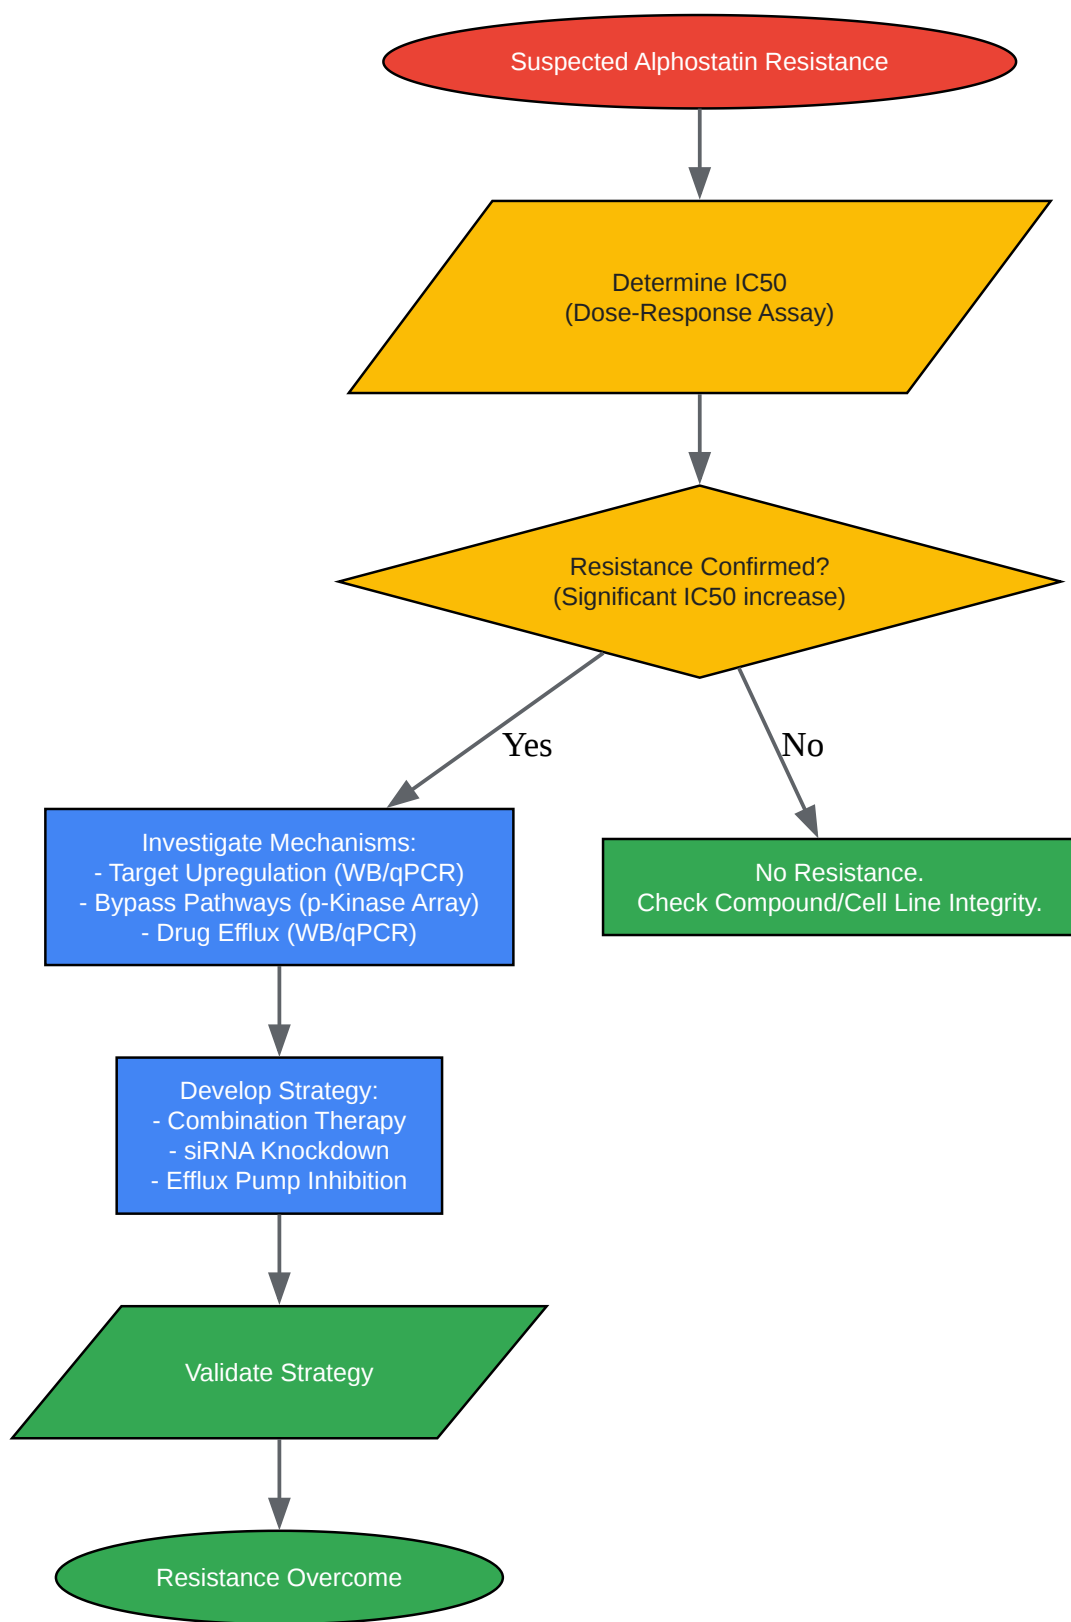 Suspected Alphostatin Resistance
Determine IC50
(Dose-Response Assay)
Resistance Confirmed?
(Significant IC50 increase)
Yes
No
Investigate Mechanisms:
- Target Upregulation (WB/qPCR)
- Bypass Pathways (p-Kinase Array)
- Drug Efflux (WB/qPCR)
No Resistance.
Check Compound/Cell Line Integrity.
Develop Strategy:
- Combination Therapy
- siRNA Knockdown
- Efflux Pump Inhibition
Validate Strategy
Resistance Overcome